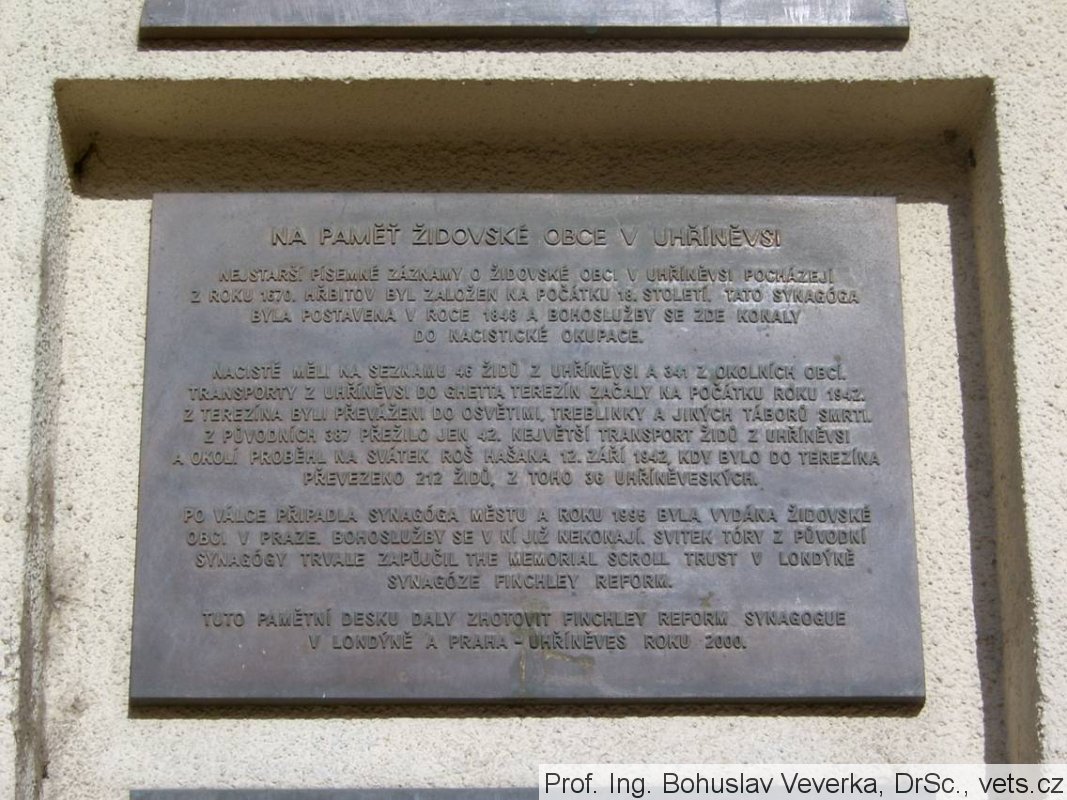 NA PAMĚŤ ŽIDOVSKÉ OBCE V UHŘÍNĚVSI
NEJSTARŠÍ PÍSEMNÉ ZÁZNAMY O ŽIDOVSKÉ OBCI V UHŘÍNĚVSI POCHÁZEJÍ
Z ROKU 1670. HŘBITOV BYL ZALOŽEN NA POČÁTKU 18. STOLETÍ, TATO SYNAGÓGA
BYLA POSTAVENA V ROCE 1848 A BOHOSLUŽBY SE ZDE KONALY
DO NACISTICKÉ OKUPACE.
NACISTÉ MĚLI NA SEZNAMU 46 ŽIDŮ Z UHŘÍNĚVSI A 341 Z OKOLNÍCH OBCÍ.
TRANSPORTY Z UHŘÍNĚVSI DO GHETTA TEREZÍN ZAČALY NA POČÁTKU ROKU 1942.
Z TEREZÍNA BYLI PŘEVÁŽENI DO OSVĚTIMI, TREBLINKY A JINÝCH TÁBORŮ SMRTI.
Z PŮVODNÍCH 387 PŘEŽILO JEN 42. NEJVĚTŠÍ TRANSPORT ŽIDŮ Z UHŘÍNĚVSI
A OKOLÍ PROBĚHL NA SVÁTEK ROŠ HAŠANA 12. ZÁŘÍ 1942, KDY BYLO DO TEREZÍNA
PŘEVEZENO 212 ŽIDŮ, Z TOHO 36 UHŘÍNĚVESKÝCH.
PO VÁLCE PŘIPADLA SYNAGÓGA MĚSTU A ROKU 1995 BYLA VYDÁNA ŽIDOVSKÉ
OBCI V PRAZE. BOHOSLUŽBY SE V NÍ JIŽ NEKONAJÍ. SVITEK TÓRY Z PŮVODNÍ
SYNAGÓGY TRVALE ZAPŮJČIL THE MEMORIAL SCROLL TRUST V LONDÝNĚ
SYNAGÓZE FINCHLEY REFORM.
TUTO PAMĚTNÍ DESKU DALY ZHOTOVIT FINCHLEY REFORM SYNAGOGUE
V LONDÝNĚ A PRAHA - UHŘÍNĚVES ROKU 2000.
Prof. Ing. Bohuslav Veverka, DrSc., vets.cz